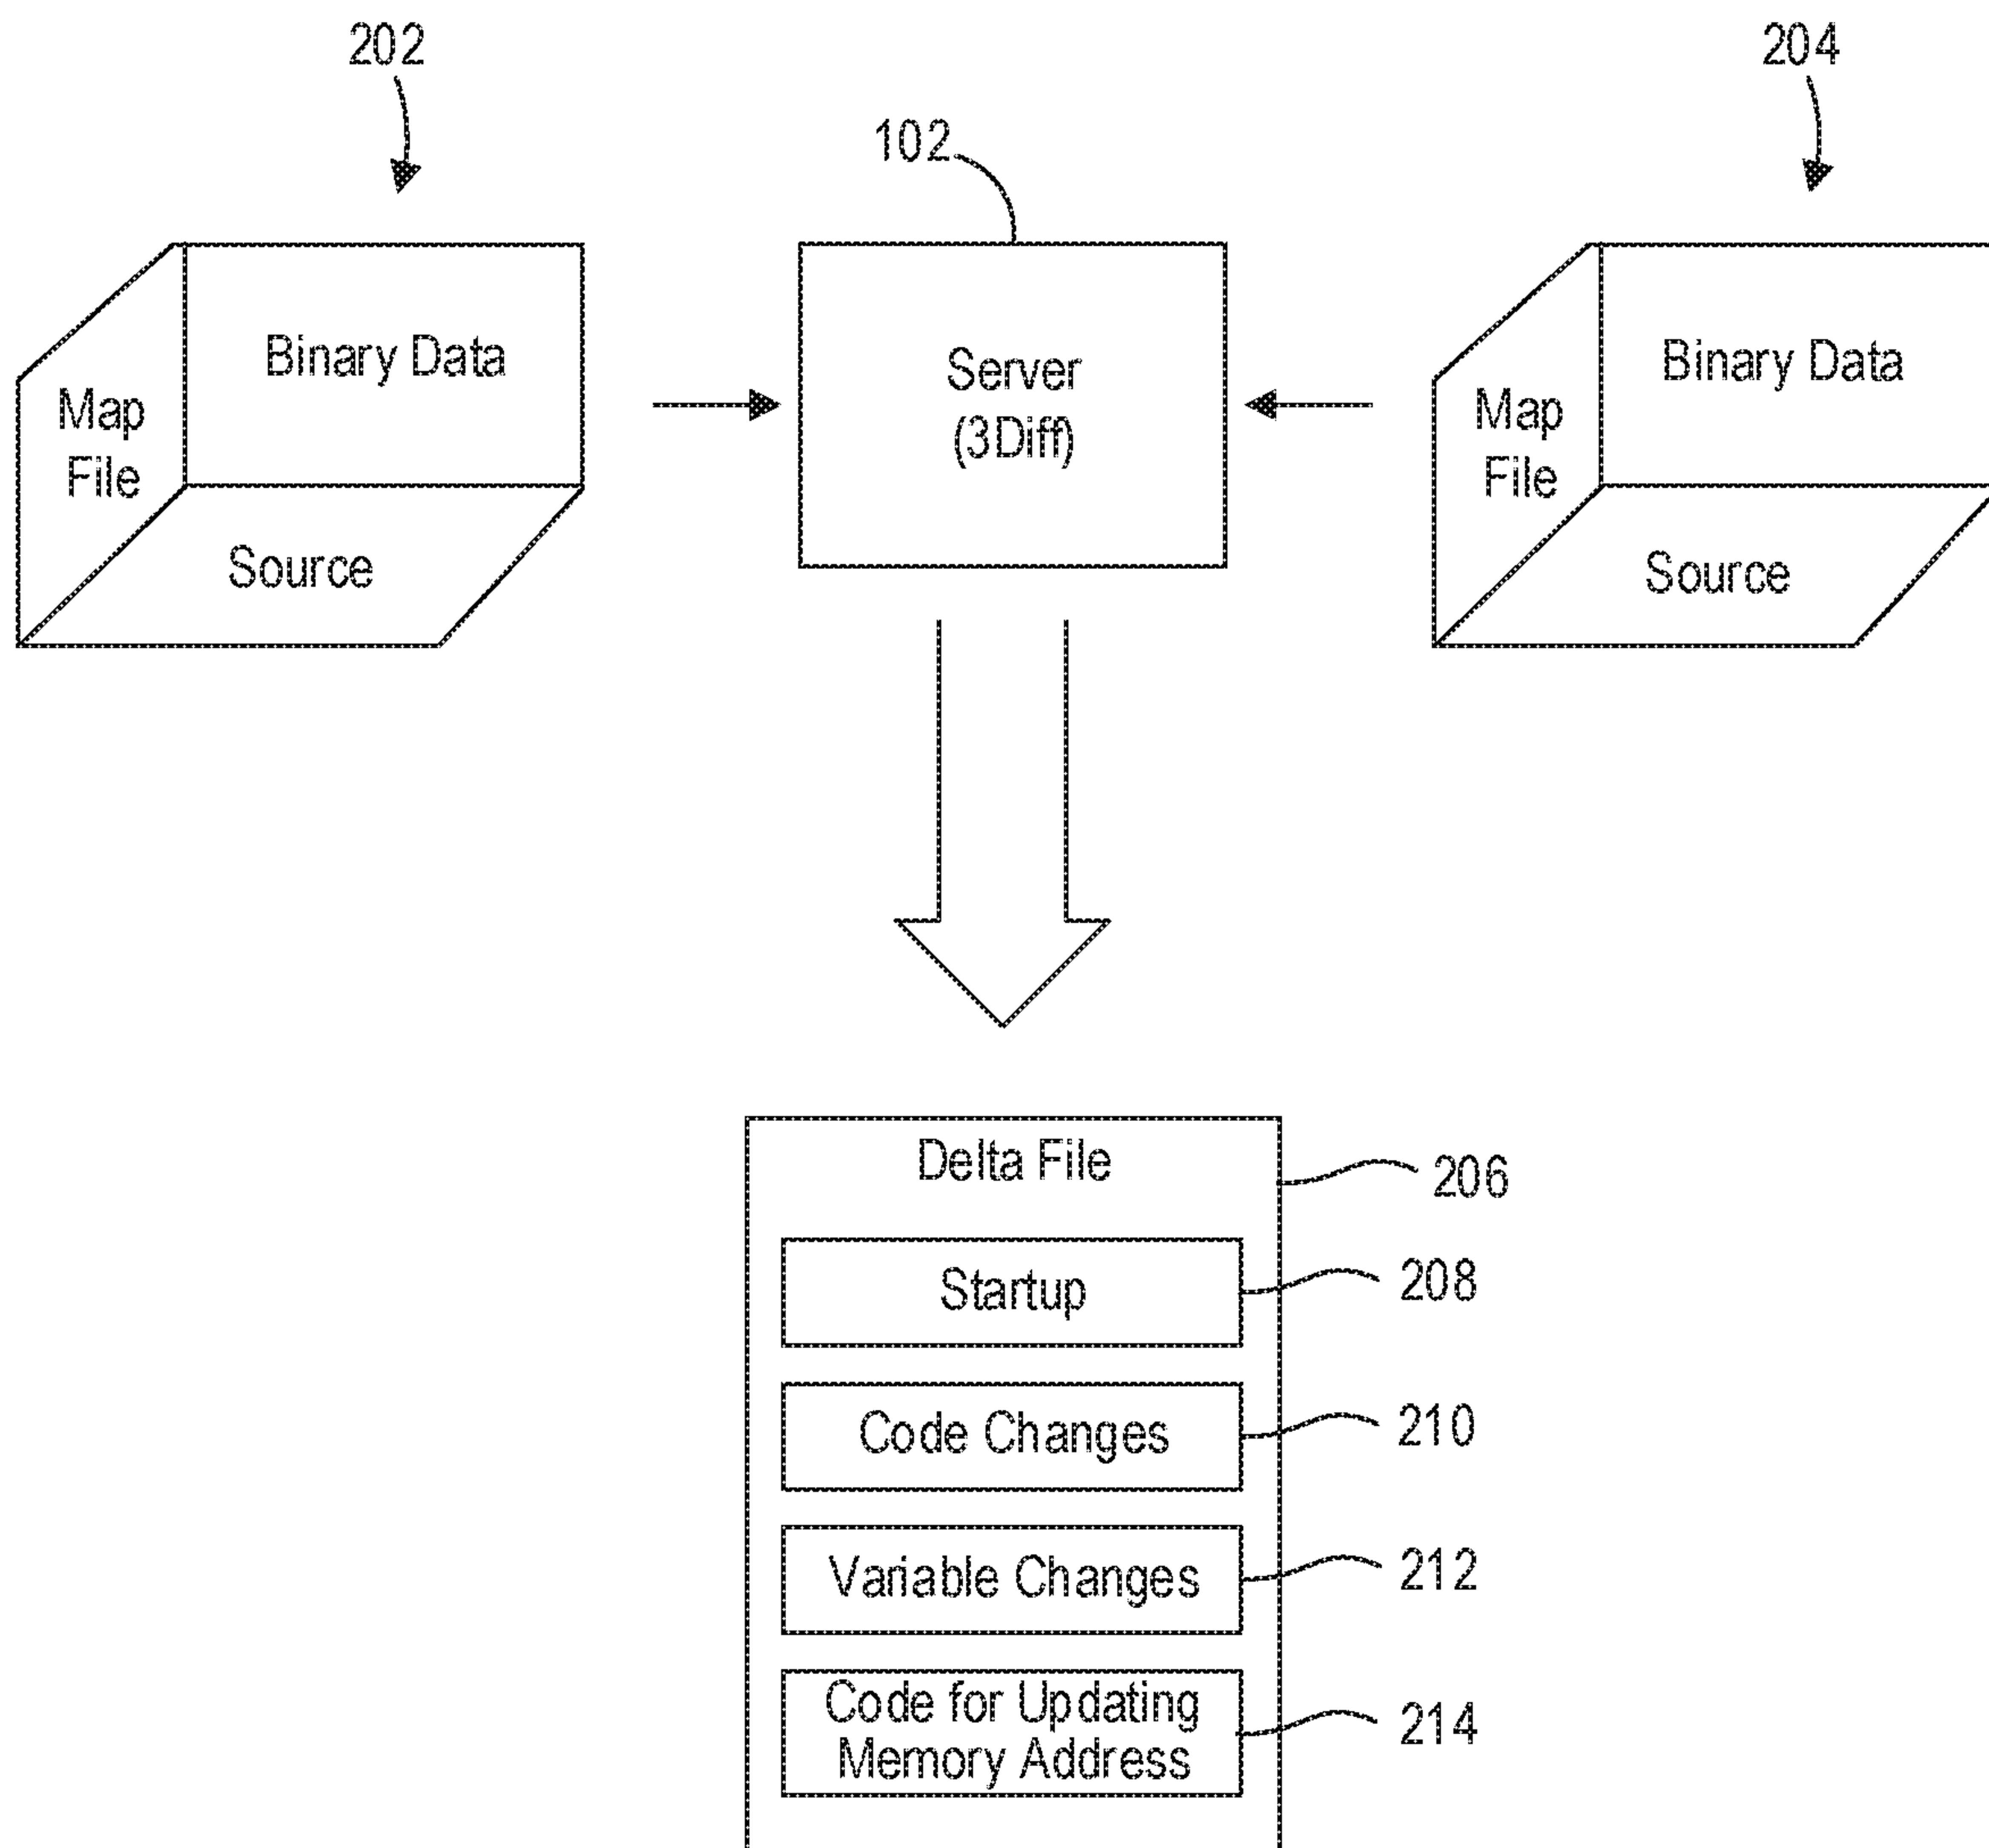 202
204
102
Binary Data
Map
File
Source
Server
(3Diff)
Binary Data
Map
File
Source
Delta File
206
Startup
208
Code Changes
210
Variable Changes
212
Code for Updating
Memory Address
214